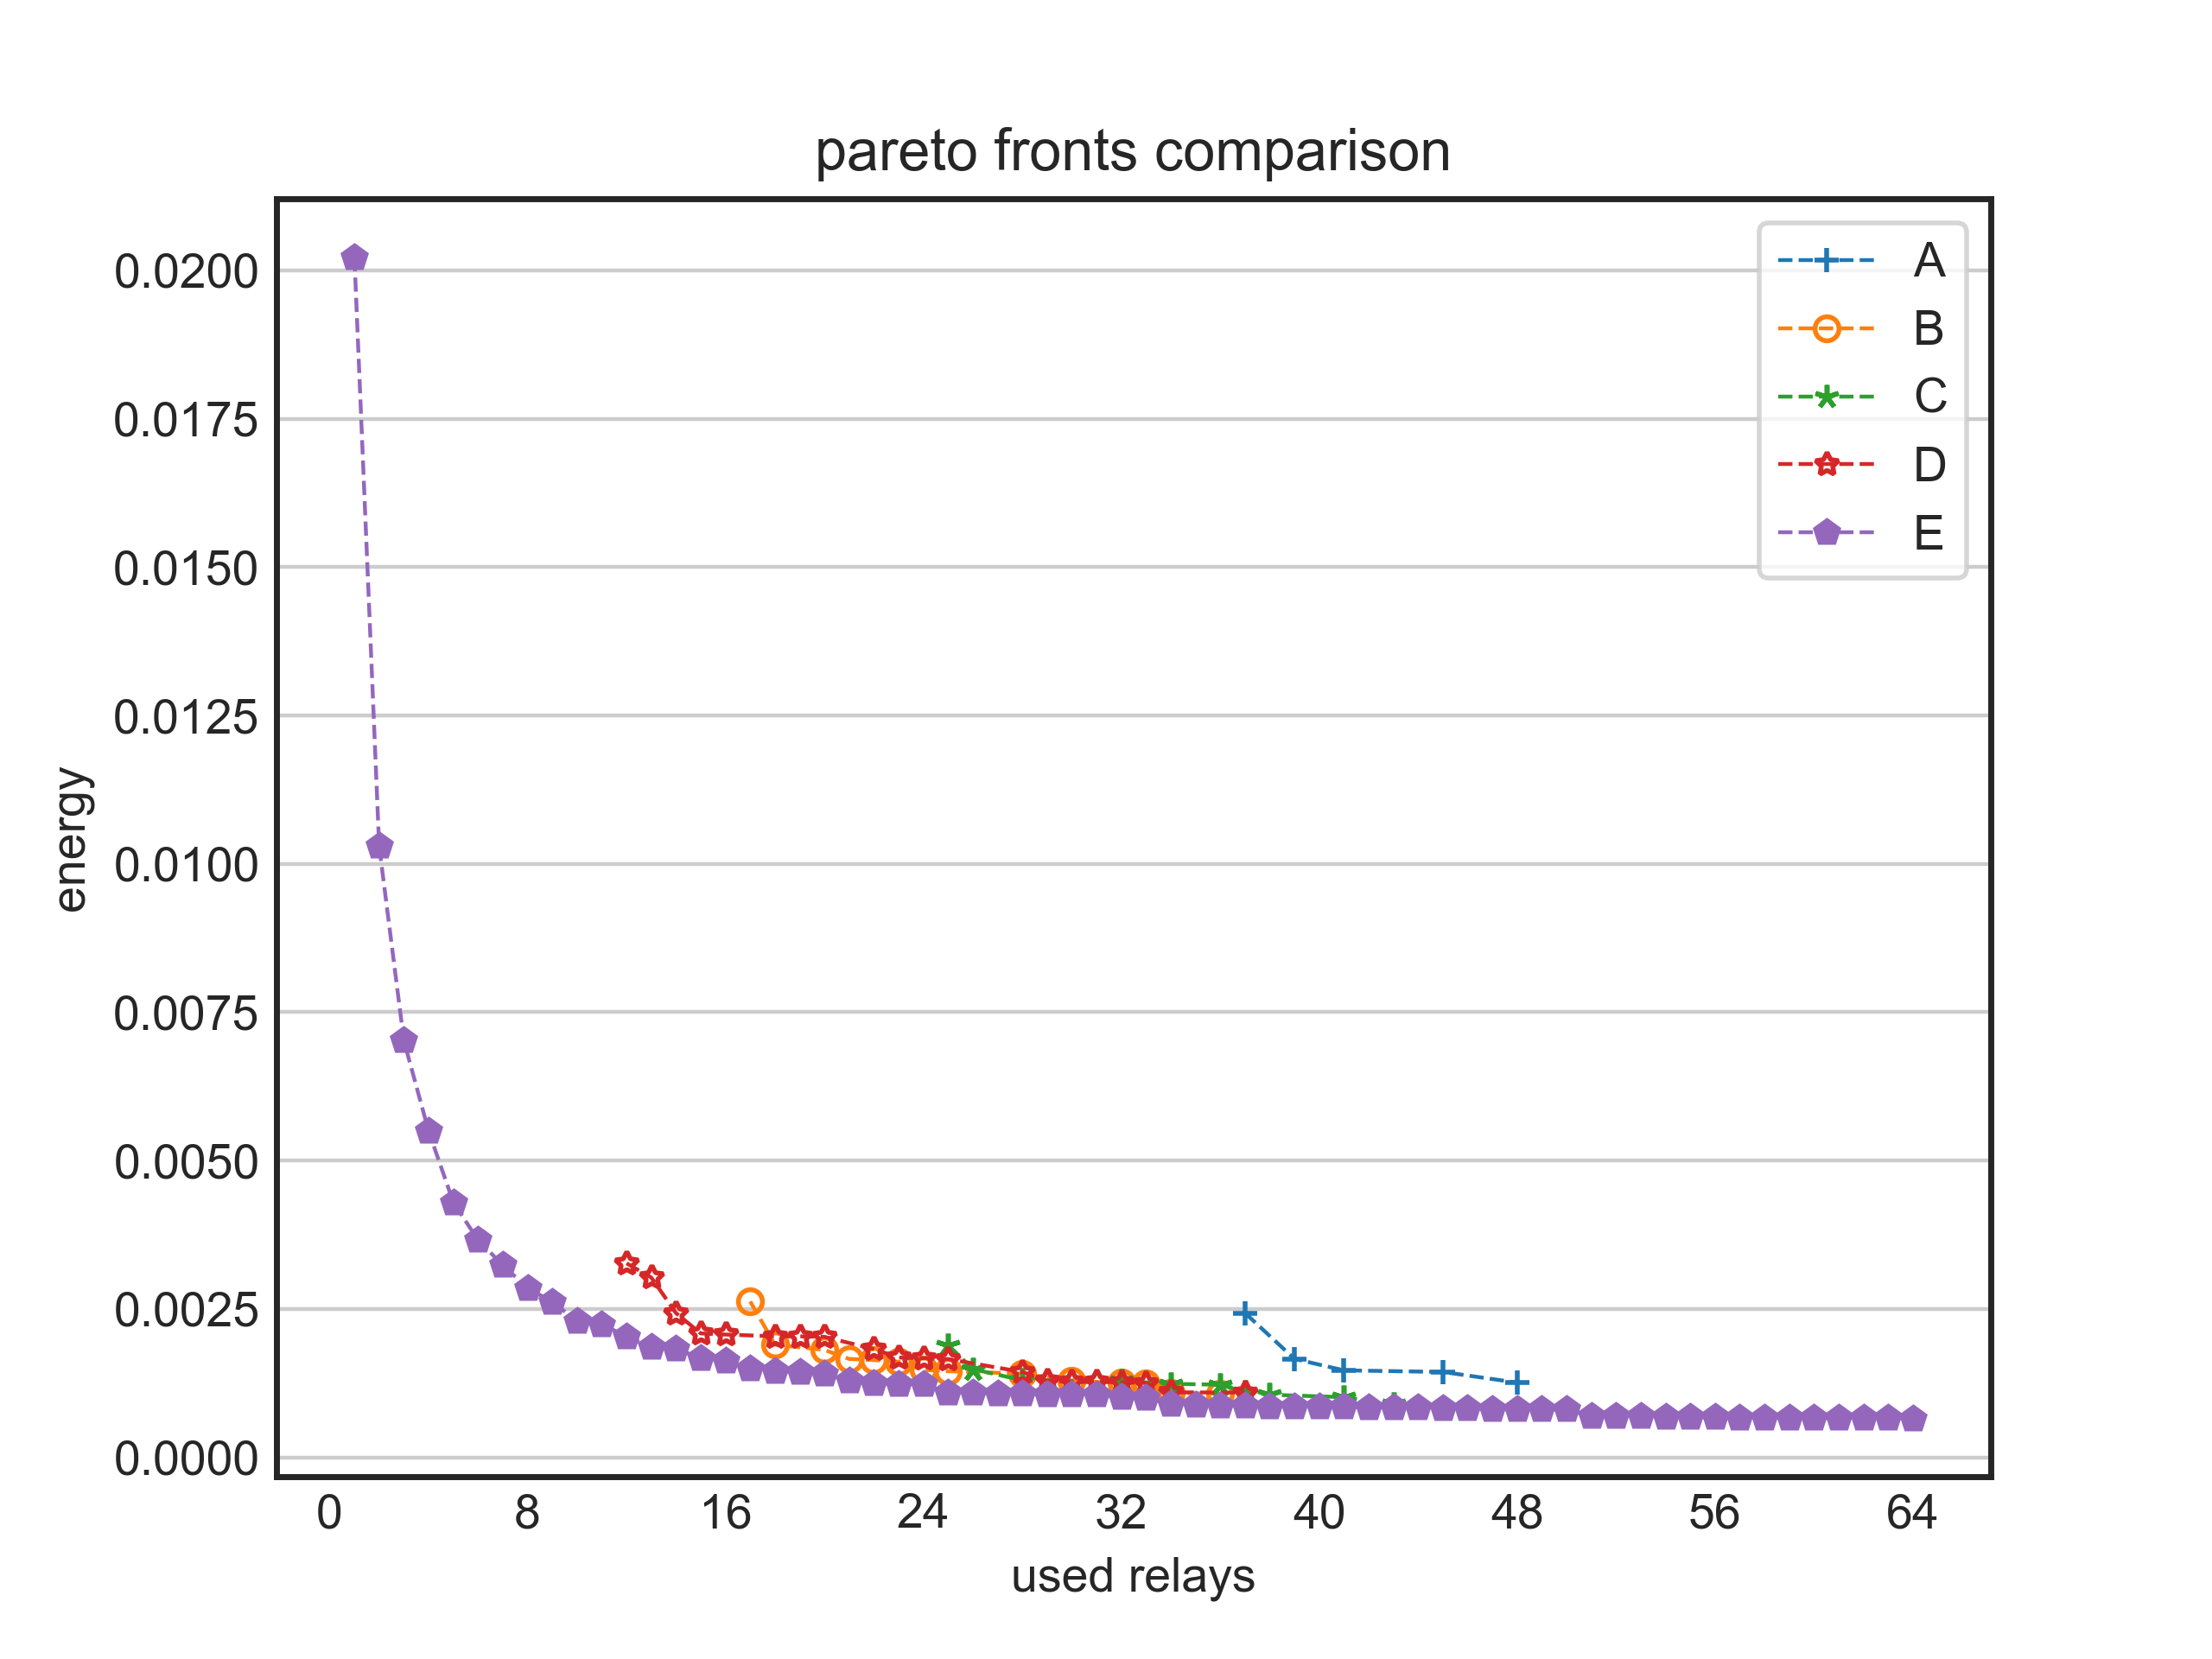 pareto fronts comparison
0.0200
0.0175
0.0150
0.0125
0.0100
0.0075
0.0050
0.0025
0.0000
energy
A
B
C
D
E
0 8 16 24 32 40 48 56 64
used relays